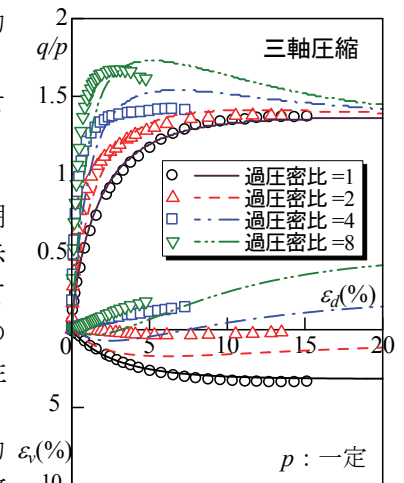 2
q/p
三軸圧縮
1.5
1
過圧密比 =1
過圧密比 =2
過圧密比 =4
過圧密比 =8
0.5
εd(%)
0
5
10
15
20
5
εv(%)
p：一定
10